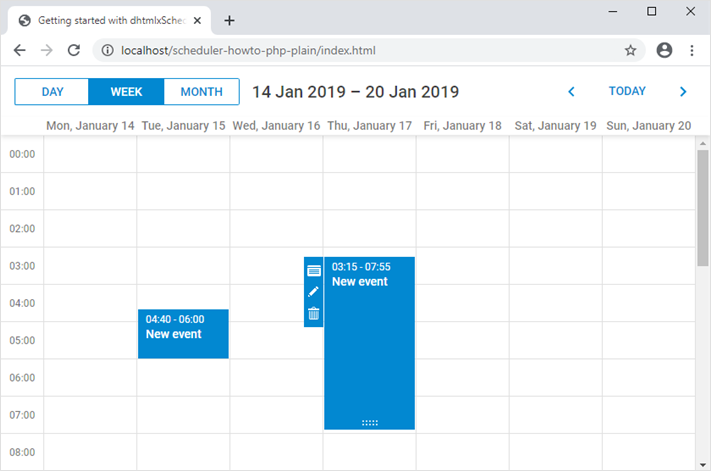 Getting started with dhtmlxSched
localhost/scheduler-howto-php-plain/index.html
DAY WEEK MONTH 14 Jan 2019 – 20 Jan 2019 TODAY
Mon, January 14 Tue, January 15 Wed, January 16 Thu, January 17 Fri, January 18 Sat, January 19 Sun, January 20
00:00
01:00
02:00
03:00
03:15 - 07:55
New event
04:00
04:40 - 06:00
New event
05:00
06:00
07:00
08:00